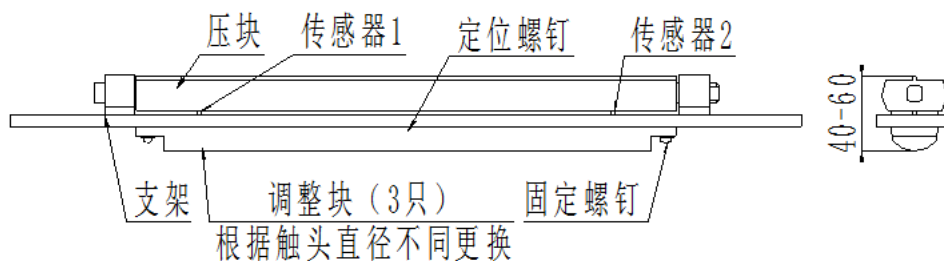 压块 传感器1 定位螺钉 传感器2
40-60
支架 调整块（3只） 固定螺钉
根据触头直径不同更换